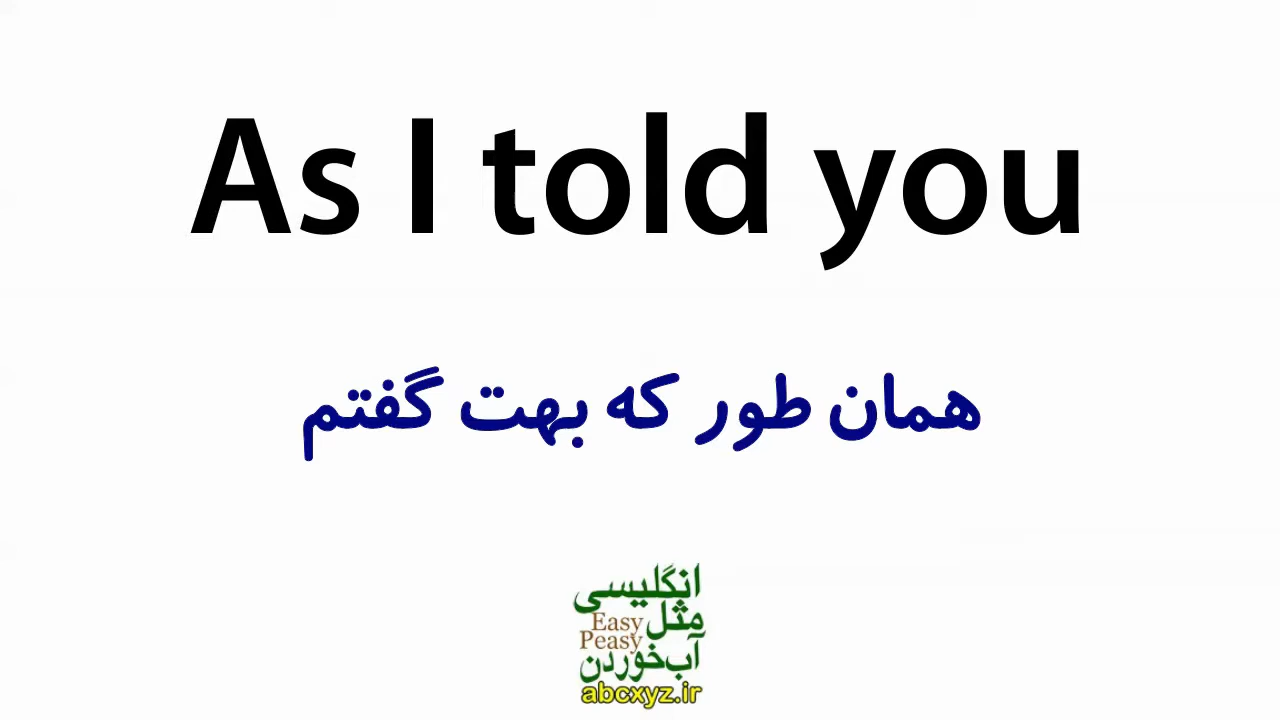 As I told you
همان طور که بهت گفتم
انگلیسی
مثل Easy
Peasy
آب‌خوردن
abcxyz.ir